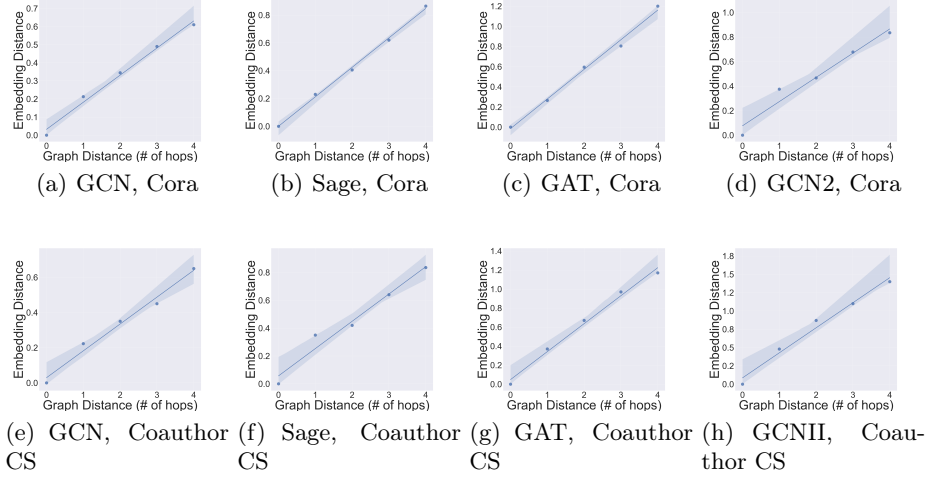 Embedding Distance
0.7
0.6
0.5
0.4
0.3
0.2
0.1
0.0
0 1 2 3 4
Graph Distance (# of hops)
(a) GCN, Cora
Embedding Distance
0.8
0.6
0.4
0.2
0.0
0 1 2 3 4
Graph Distance (# of hops)
(b) Sage, Cora
Embedding Distance
1.2
1.0
0.8
0.6
0.4
0.2
0.0
0 1 2 3 4
Graph Distance (# of hops)
(c) GAT, Cora
Embedding Distance
1.0
0.8
0.6
0.4
0.2
0.0
0 1 2 3 4
Graph Distance (# of hops)
(d) GCN2, Cora
Embedding Distance
0.6
0.4
0.2
0.0
0 1 2 3 4
Graph Distance (# of hops)
(e) GCN, Coauthor
CS
Embedding Distance
0.8
0.6
0.4
0.2
0.0
0 1 2 3 4
Graph Distance (# of hops)
(f) Sage, Coauthor
CS
Embedding Distance
1.4
1.2
1.0
0.8
0.6
0.4
0.2
0.0
0 1 2 3 4
Graph Distance (# of hops)
(g) GAT, Coauthor
CS
Embedding Distance
1.8
1.5
1.2
1.0
0.8
0.5
0.2
0.0
0 1 2 3 4
Graph Distance (# of hops)
(h) GCNII, Coau-
thor CS